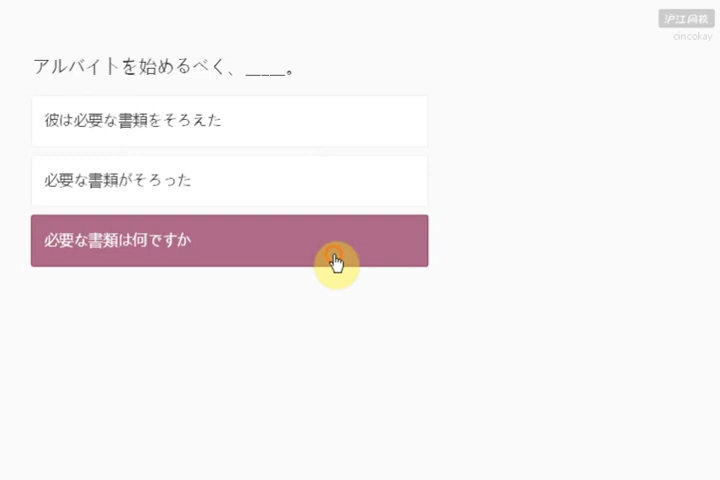 沪江网校
cincokay
アルバイトを始めるべく、_____。
彼は必要な書類をそろえた
必要な書類がそろった
必要な書類は何ですか